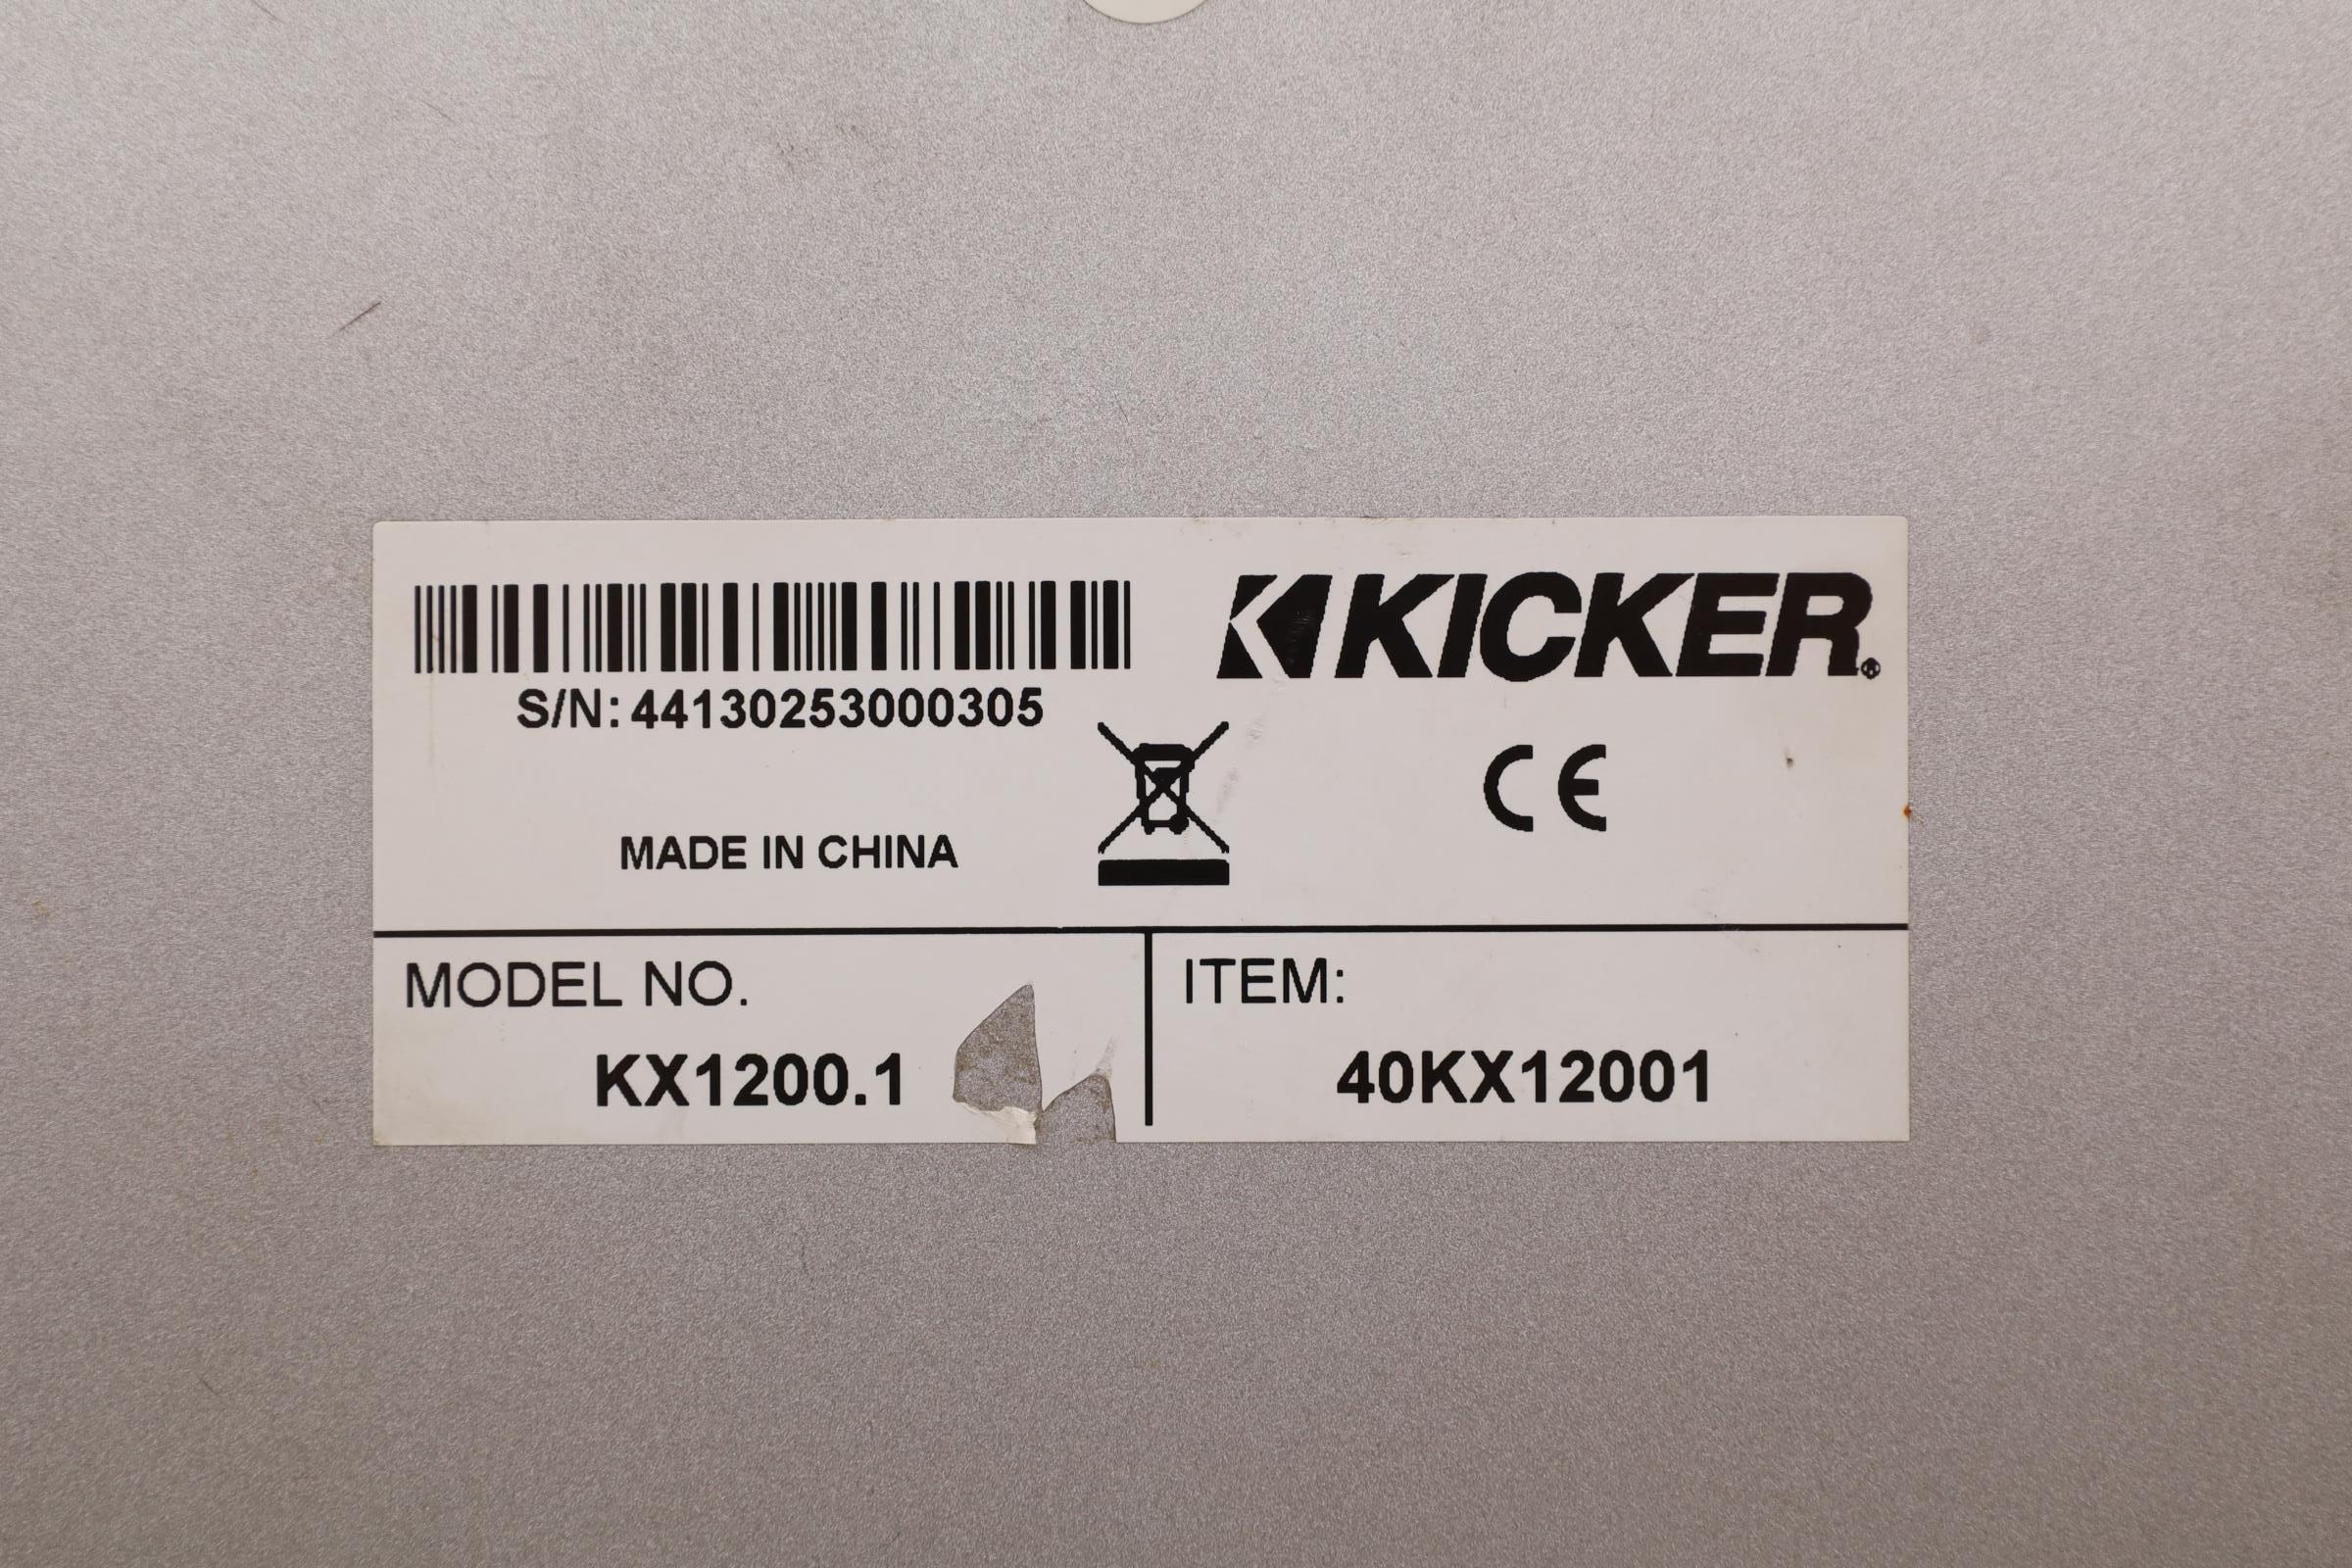 KICKER®
S/N: 44130253000305
CE
MADE IN CHINA
MODEL NO.
KX1200.1
ITEM:
40KX12001